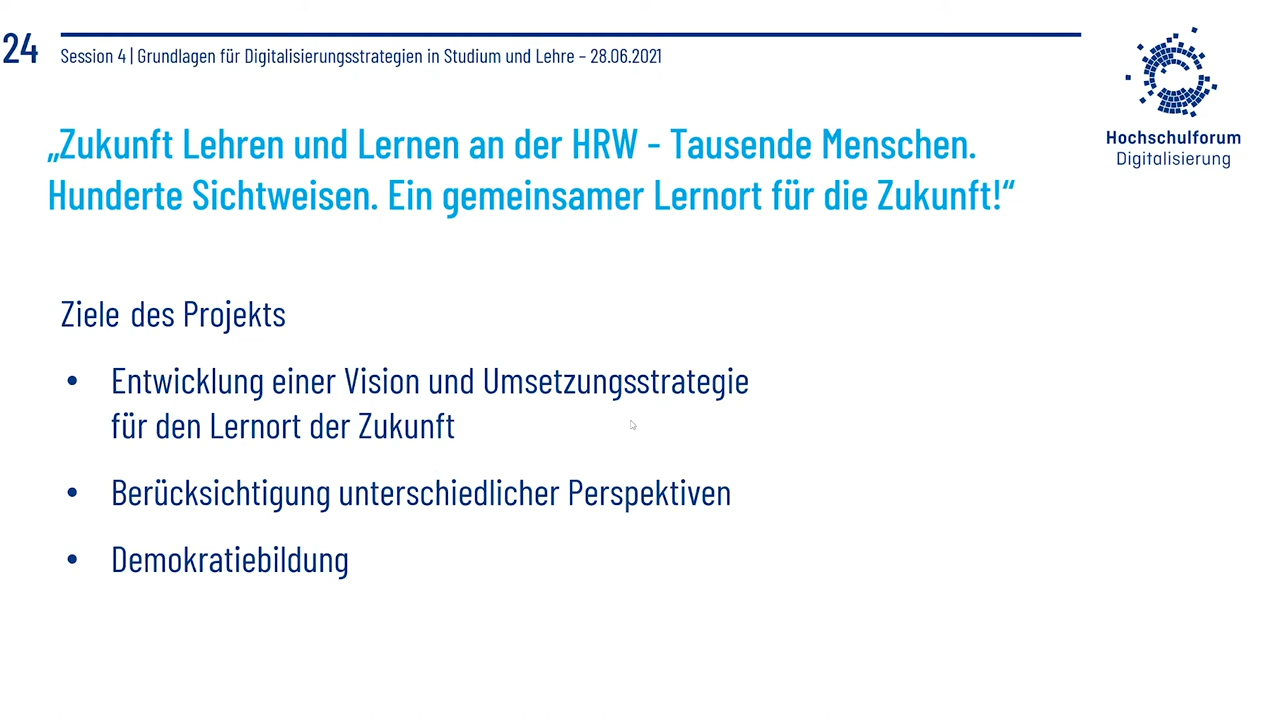 24
Session 4 | Grundlagen für Digitalisierungsstrategien in Studium und Lehre – 28.06.2021
Hochschulforum
Digitalisierung
„Zukunft Lehren und Lernen an der HRW - Tausende Menschen.
Hunderte Sichtweisen. Ein gemeinsamer Lernort für die Zukunft!“
Ziele des Projekts
• Entwicklung einer Vision und Umsetzungsstrategie
für den Lernort der Zukunft
• Berücksichtigung unterschiedlicher Perspektiven
• Demokratiebildung